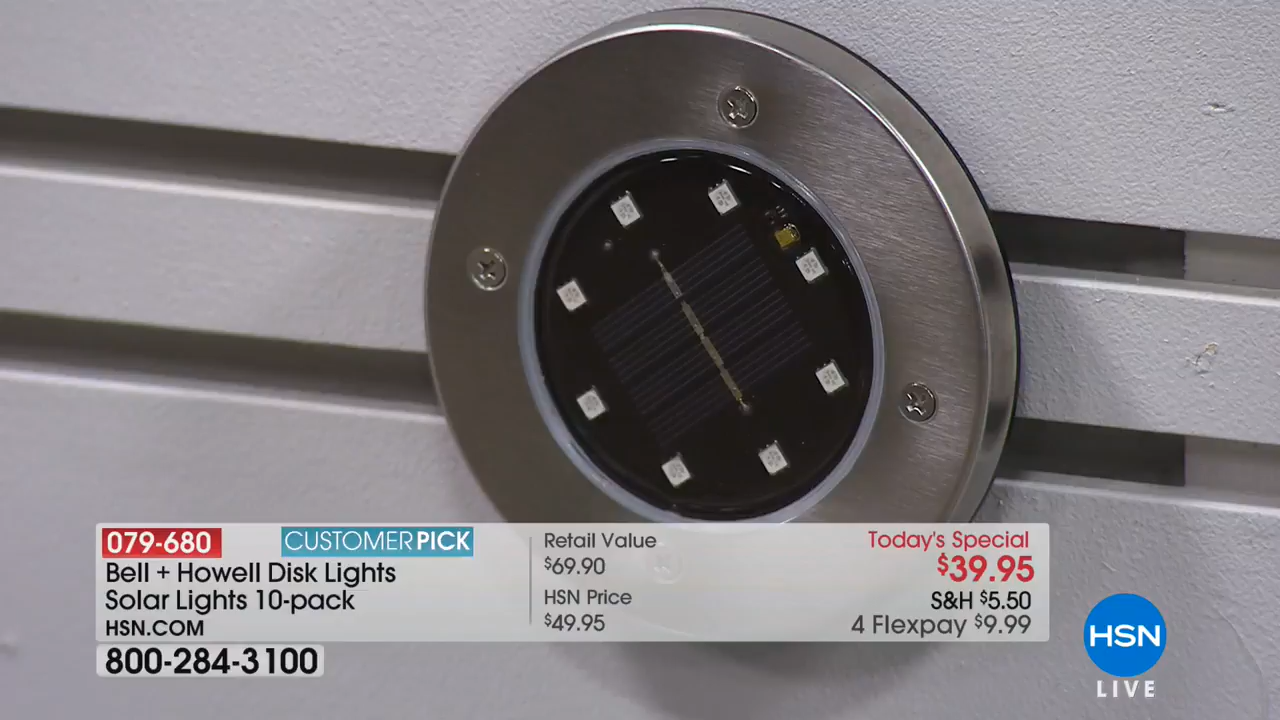 079-680
CUSTOMERPICK
Bell + Howell Disk Lights
Solar Lights 10-pack
HSN.COM
800-284-3100
Retail Value
$69.90
HSN Price
$49.95
Today's Special
$39.95
S&H $5.50
4 Flexpay $9.99
HSN
LIVE